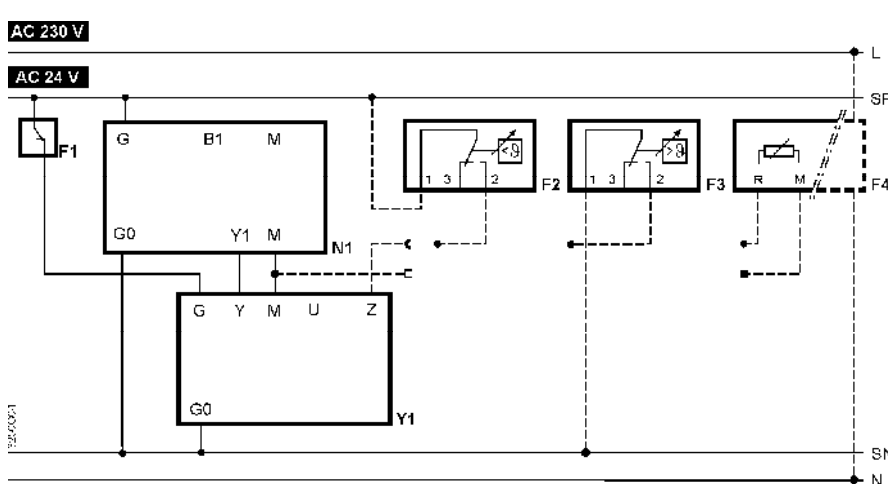 AC 230 V
L
AC 24 V
SP
F1
G B1 M
G0 Y1 M
N1
1 3 2
<ϑ
F2
1 3 2
>ϑ
F3
R M
F4
G Y M U Z
G0
Y1
SN
N